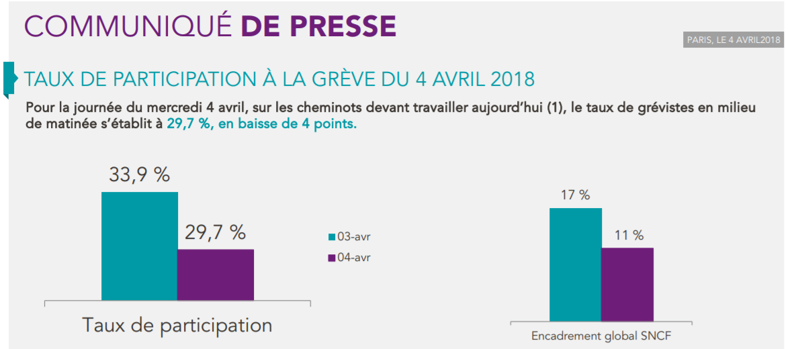 COMMUNIQUÉ DE PRESSE
PARIS, LE 4 AVRIL2018
TAUX DE PARTICIPATION À LA GRÈVE DU 4 AVRIL 2018
Pour la journée du mercredi 4 avril, sur les cheminots devant travailler aujourd’hui (1), le taux de grévistes en milieu
de matinée s’établit à 29,7 %, en baisse de 4 points.
33,9 %
29,7 %
Taux de participation
03-avr
04-avr
17 %
11 %
Encadrement global SNCF